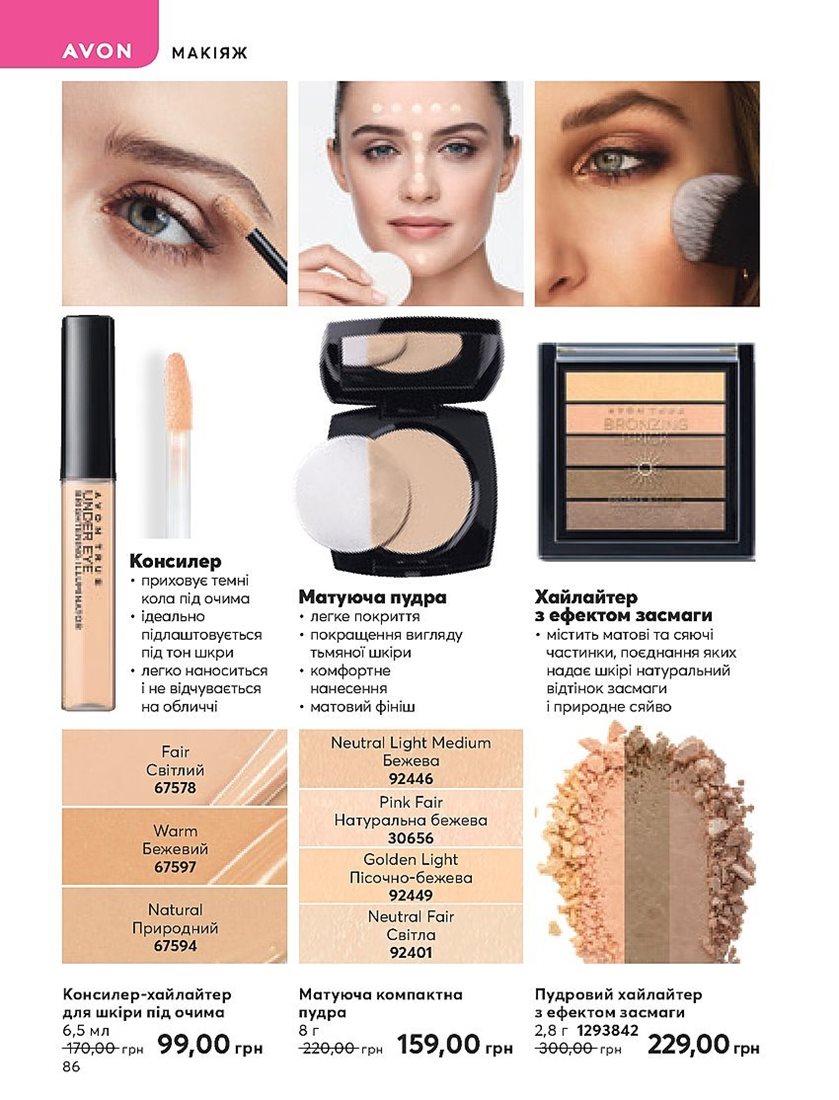 AVON
МАКІЯЖ
AVON TRUE
UNDER EYE
BRIGHTENING ILLUMINATOR
AVON TRUE
BRONZING
BRICK
Консилер
• приховує темні
кола під очима
• ідеально
підлаштовується
під тон шкри
• легко наноситься
і не відчувається
на обличчі
Матуюча пудра
• легке покриття
• покращення вигляду
тьмяної шкіри
• комфортне
нанесення
• матовий фініш
Хайлайтер
з ефектом засмаги
• містить матові та сяючі
частинки, поєднання яких
надає шкірі натуральний
відтінок засмаги
і природне сяйво
Fair
Світлий
67578
Warm
Бежевий
67597
Natural
Природний
67594
Neutral Light Medium
Бежева
92446
Pink Fair
Натуральна бежева
30656
Golden Light
Пісочно-бежева
92449
Neutral Fair
Світла
92401
Консилер-хайлайтер
для шкіри під очима
6,5 мл
170,00 грн 99,00 грн
Матуюча компактна
пудра
8 г
220,00 грн 159,00 грн
Пудровий хайлайтер
з ефектом засмаги
2,8 г 1293842
300,00 грн 229,00 грн
86